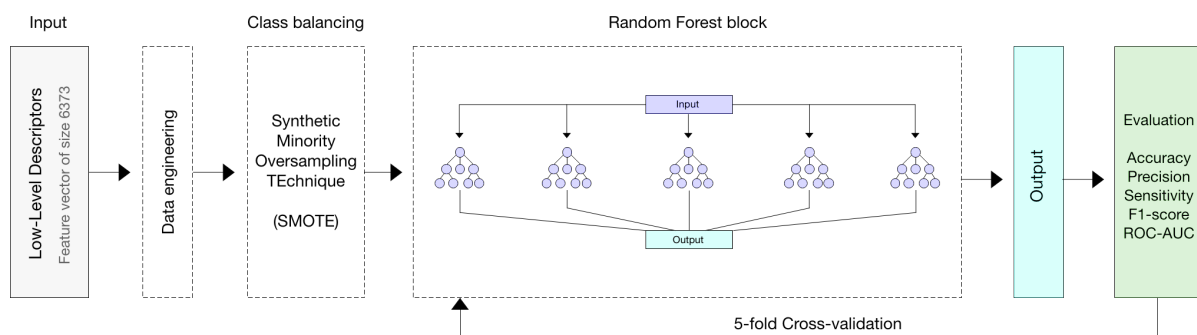 Input
Class balancing
Random Forest block
Low-Level Descriptors
Feature vector of size 6373
Data engineering
Synthetic
Minority
Oversampling
TEchnique
(SMOTE)
Input
Output
Output
Evaluation
Accuracy
Precision
Sensitivity
F1-score
ROC-AUC
5-fold Cross-validation